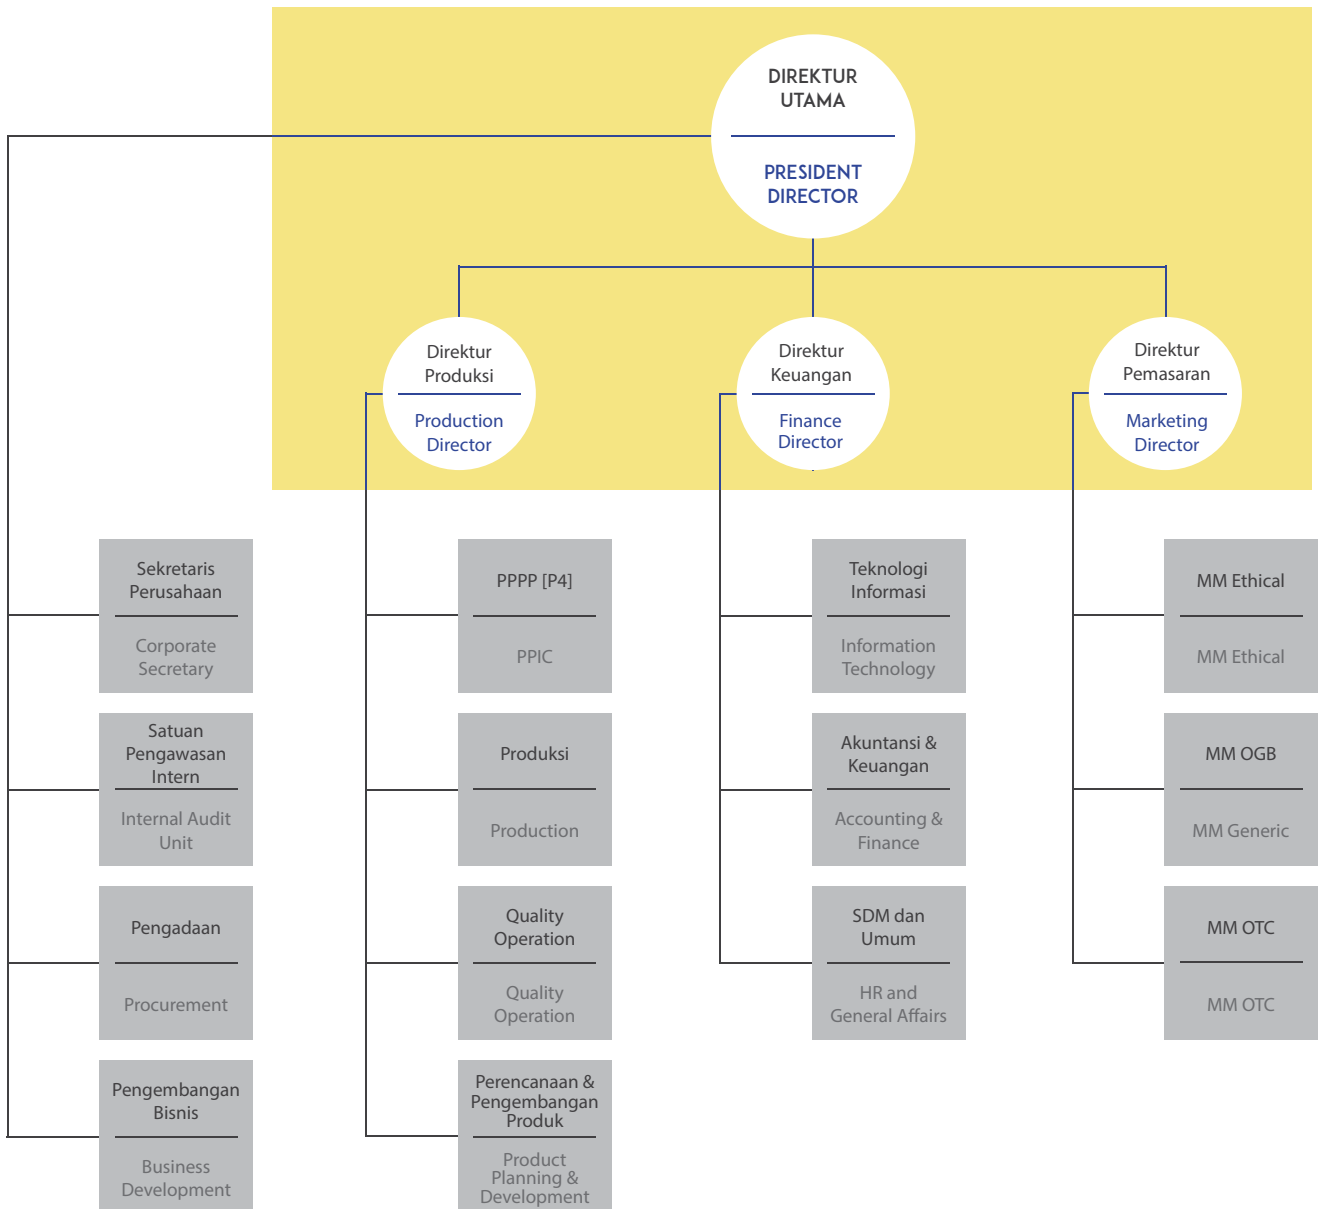 DIREKTUR
UTAMA
PRESIDENT
DIRECTOR
Direktur
Produksi
Production
Director
Direktur
Keuangan
Finance
Director
Direktur
Pemasaran
Marketing
Director
Sekretaris
Perusahaan
Corporate
Secretary
Satuan
Pengawasan
Intern
Internal Audit
Unit
Pengadaan
Procurement
Pengembangan
Bisnis
Business
Development
PPPP [P4]
PPIC
Produksi
Production
Quality
Operation
Quality
Operation
Perencanaan &
Pengembangan
Produk
Product
Planning &
Development
Teknologi
Informasi
Information
Technology
Akuntansi &
Keuangan
Accounting &
Finance
SDM dan
Umum
HR and
General Affairs
MM Ethical
MM Ethical
MM OGB
MM Generic
MM OTC
MM OTC